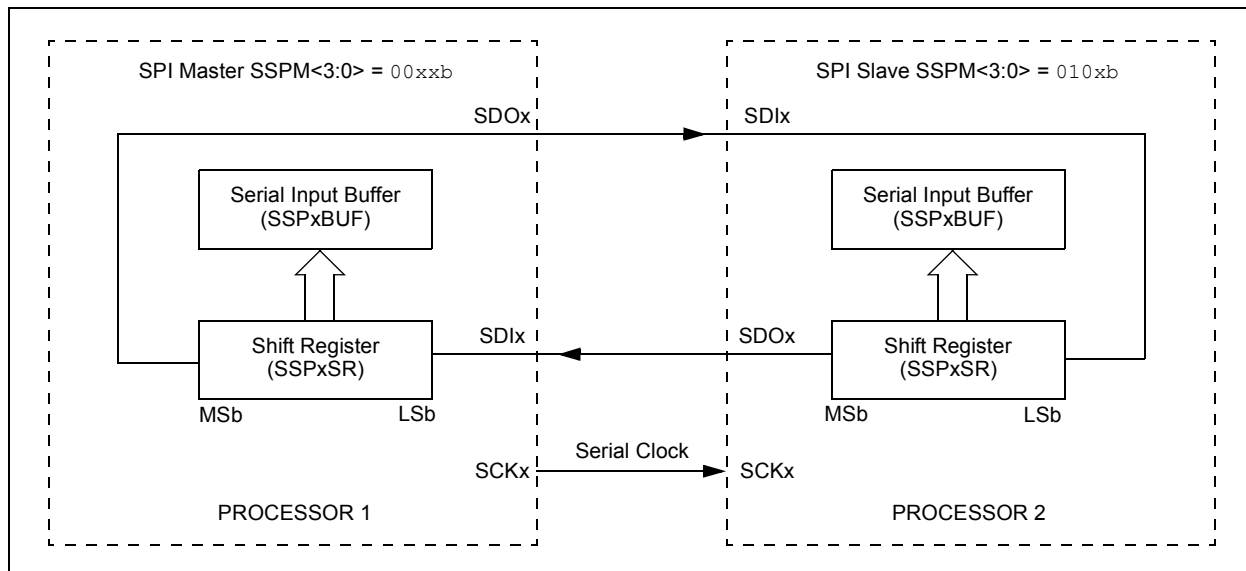 SPI Master SSPM<3:0> = 00xxb
SDOx
Serial Input Buffer
(SSPxBUF)
Shift Register
(SSPxSR)
MSb
LSb
SDIx
SCKx
PROCESSOR 1
Serial Clock
SPI Slave SSPM<3:0> = 010xb
SDIx
Serial Input Buffer
(SSPxBUF)
SDOx
Shift Register
(SSPxSR)
MSb
LSb
SCKx
PROCESSOR 2